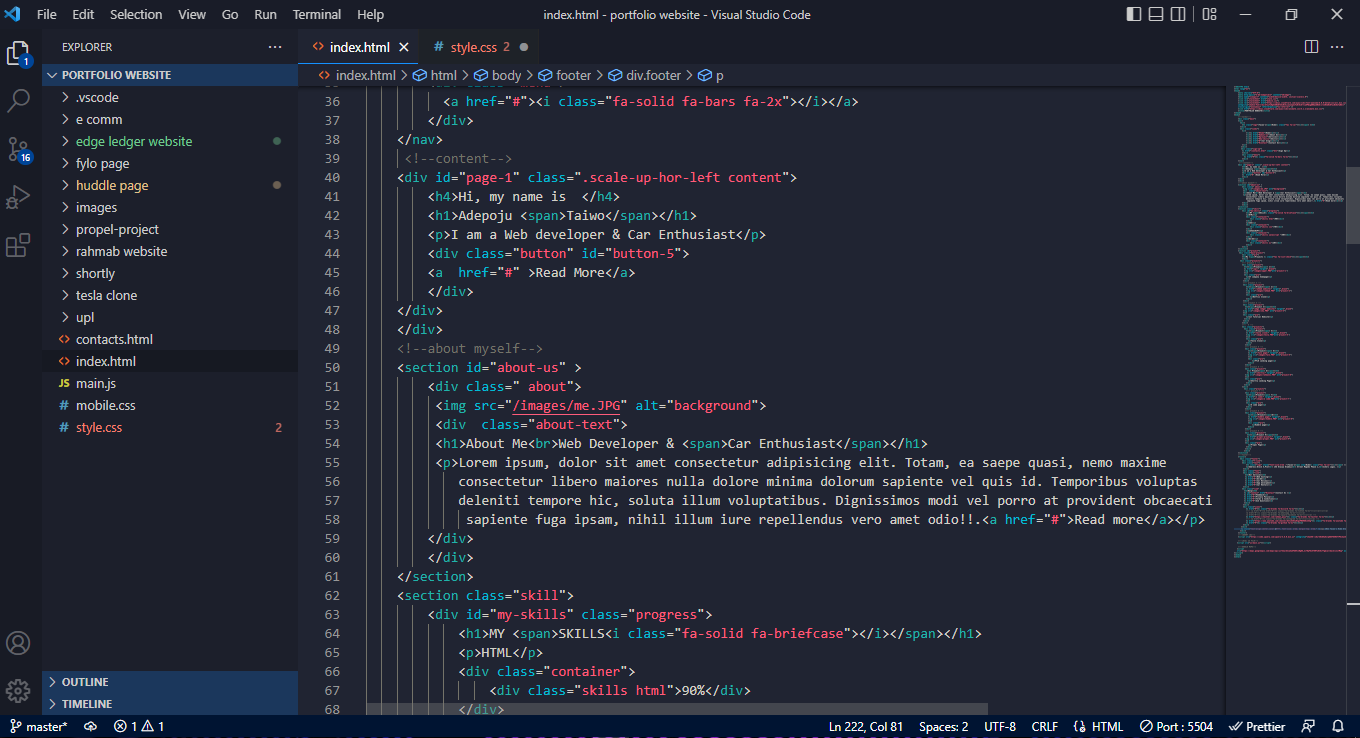 File Edit Selection View Go Run Terminal Help index.html - portfolio website - Visual Studio Code
EXPLORER ···
1
16
PORTFOLIO WEBSITE
.vscode
e comm
edge ledger website
fylo page
huddle page
images
propel-project
rahmab website
shortly
tesla clone
upl
contacts.html
index.html
JS main.js
# mobile.css
# style.css 2
OUTLINE
TIMELINE
index.html # style.css 2
index.html > html > body > footer > div.footer > p
36 <a href="#"><i class="fa-solid fa-bars fa-2x"></i></a>
37 </div>
38 </nav>
39 <!--content-->
40 <div id="page-1" class=".scale-up-hor-left content">
41 <h4>Hi, my name is  </h4>
42 <h1>Adepoju <span>Taiwo</span></h1>
43 <p>I am a Web developer & Car Enthusiast</p>
44 <div class="button" id="button-5">
45 <a  href="#" >Read More</a>
46 </div>
47 </div>
48 </div>
49 <!--about myself-->
50 <section id="about-us" >
51 <div class=" about">
52 <img src="/images/me.JPG" alt="background">
53 <div  class="about-text">
54 <h1>About Me<br>Web Developer & <span>Car Enthusiast</span></h1>
55 <p>Lorem ipsum, dolor sit amet consectetur adipisicing elit. Totam, ea saepe quasi, nemo maxime
56 consectetur libero maiores nulla dolore minima dolorum sapiente vel quis id. Temporibus voluptas
57 deleniti tempore hic, soluta illum voluptatibus. Dignissimos modi vel porro at provident obcaecati
58 sapiente fuga ipsam, nihil illum iure repellendus vero amet odio!!.<a href="#">Read more</a></p>
59 </div>
60 </div>
61 </section>
62 <section class="skill">
63 <div id="my-skills" class="progress">
64 <h1>MY <span>SKILLS<i class="fa-solid fa-briefcase"></i></span></h1>
65 <p>HTML</p>
66 <div class="container">
67 <div class="skills html">90%</div>
68 </div>
master* 1 1 Ln 222, Col 81 Spaces: 2 UTF-8 CRLF HTML Port : 5504 Prettier